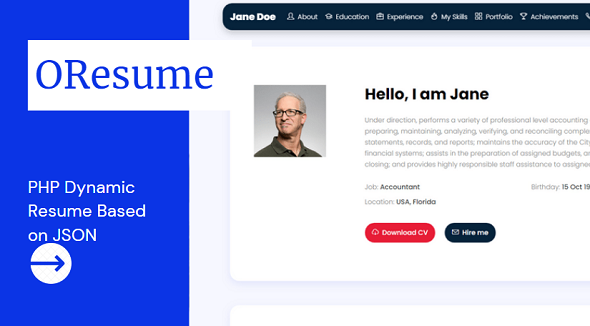 Jane Doe About Education Experience My Skills Portfolio Achievements
OResume
Hello, I am Jane
Under direction, performs a variety of professional level accounting
preparing, maintaining, analyzing, verifying, and reconciling comple
statements, records, and reports; maintains the accuracy of the City
financial systems; assists in the preparation of assigned budgets, an
closing; and provides highly responsible staff assistance to assigne
Job: Accountant Birthday: 15 Oct 19
Location: USA, Florida
Download CV Hire me
PHP Dynamic
Resume Based
on JSON